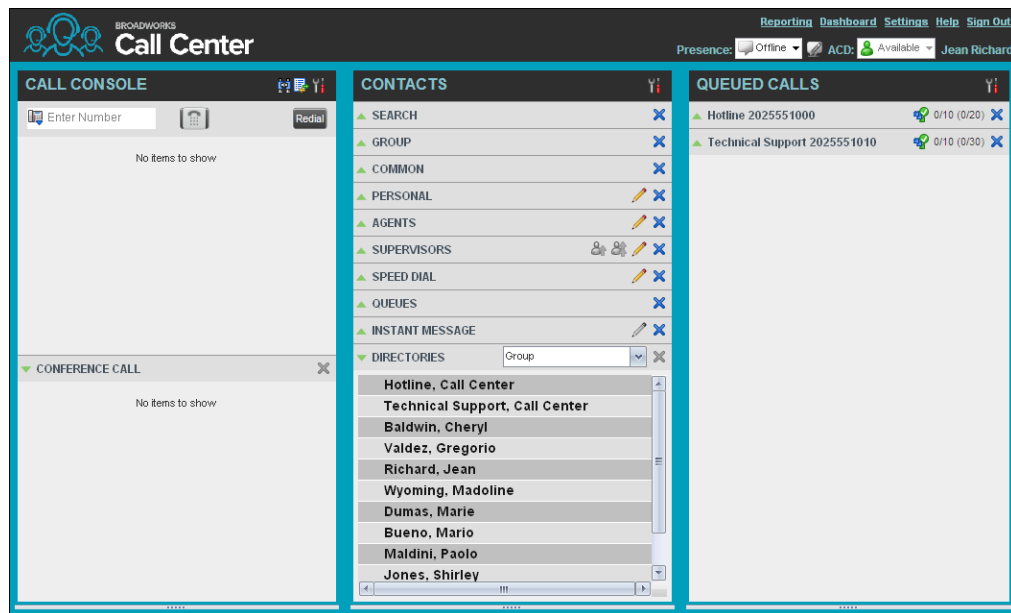 BROADWORKS
Call Center
Reporting Dashboard Settings Help Sign Out
Presence: Offline ACD: Available Jean Richard
CALL CONSOLE
Enter Number
Redial
No items to show
CONFERENCE CALL
No items to show
CONTACTS
SEARCH
GROUP
COMMON
PERSONAL
AGENTS
SUPERVISORS
SPEED DIAL
QUEUES
INSTANT MESSAGE
DIRECTORIES Group
Hotline, Call Center
Technical Support, Call Center
Baldwin, Cheryl
Valdez, Gregorio
Richard, Jean
Wyoming, Madoline
Dumas, Marie
Bueno, Mario
Maldini, Paolo
Jones, Shirley
QUEUED CALLS
Hotline 2025551000 0/10 (0/20)
Technical Support 2025551010 0/10 (0/30)